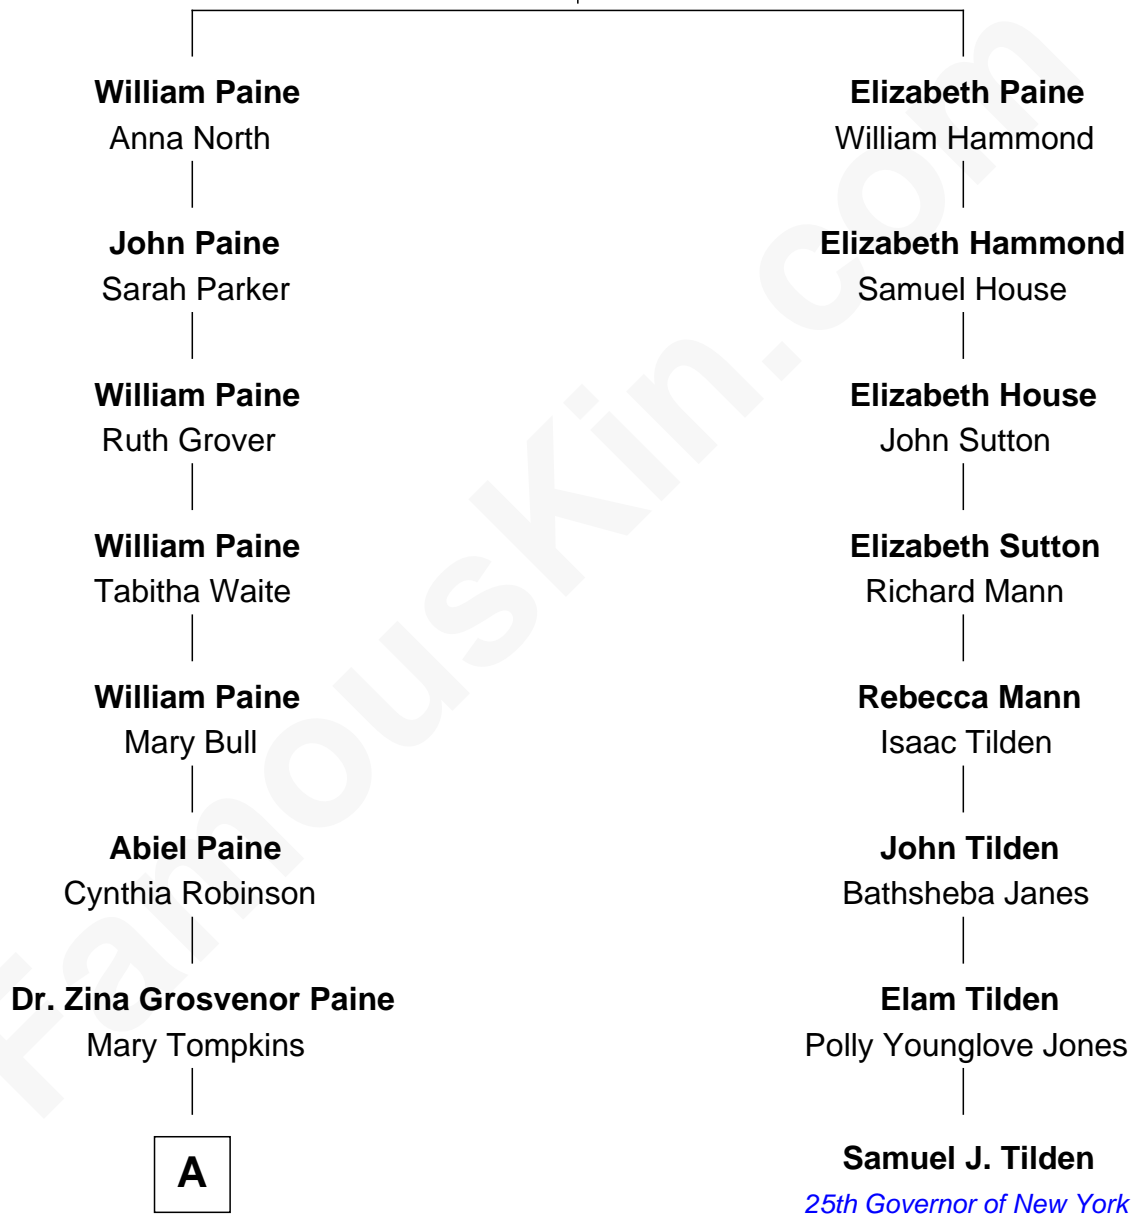 William Paine
Anna North
Elizabeth Paine
William Hammond
John Paine
Sarah Parker
Elizabeth Hammond
Samuel House
William Paine
Ruth Grover
Elizabeth House
John Sutton
William Paine
Tabitha Waite
Elizabeth Sutton
Richard Mann
William Paine
Mary Bull
Rebecca Mann
Isaac Tilden
Abiel Paine
Cynthia Robinson
John Tilden
Bathsheba Janes
Dr. Zina Grosvenor Paine
Mary Tompkins
Elam Tilden
Polly Younglove Jones
A
Samuel J. Tilden
25th Governor of New York
FamousKin.com